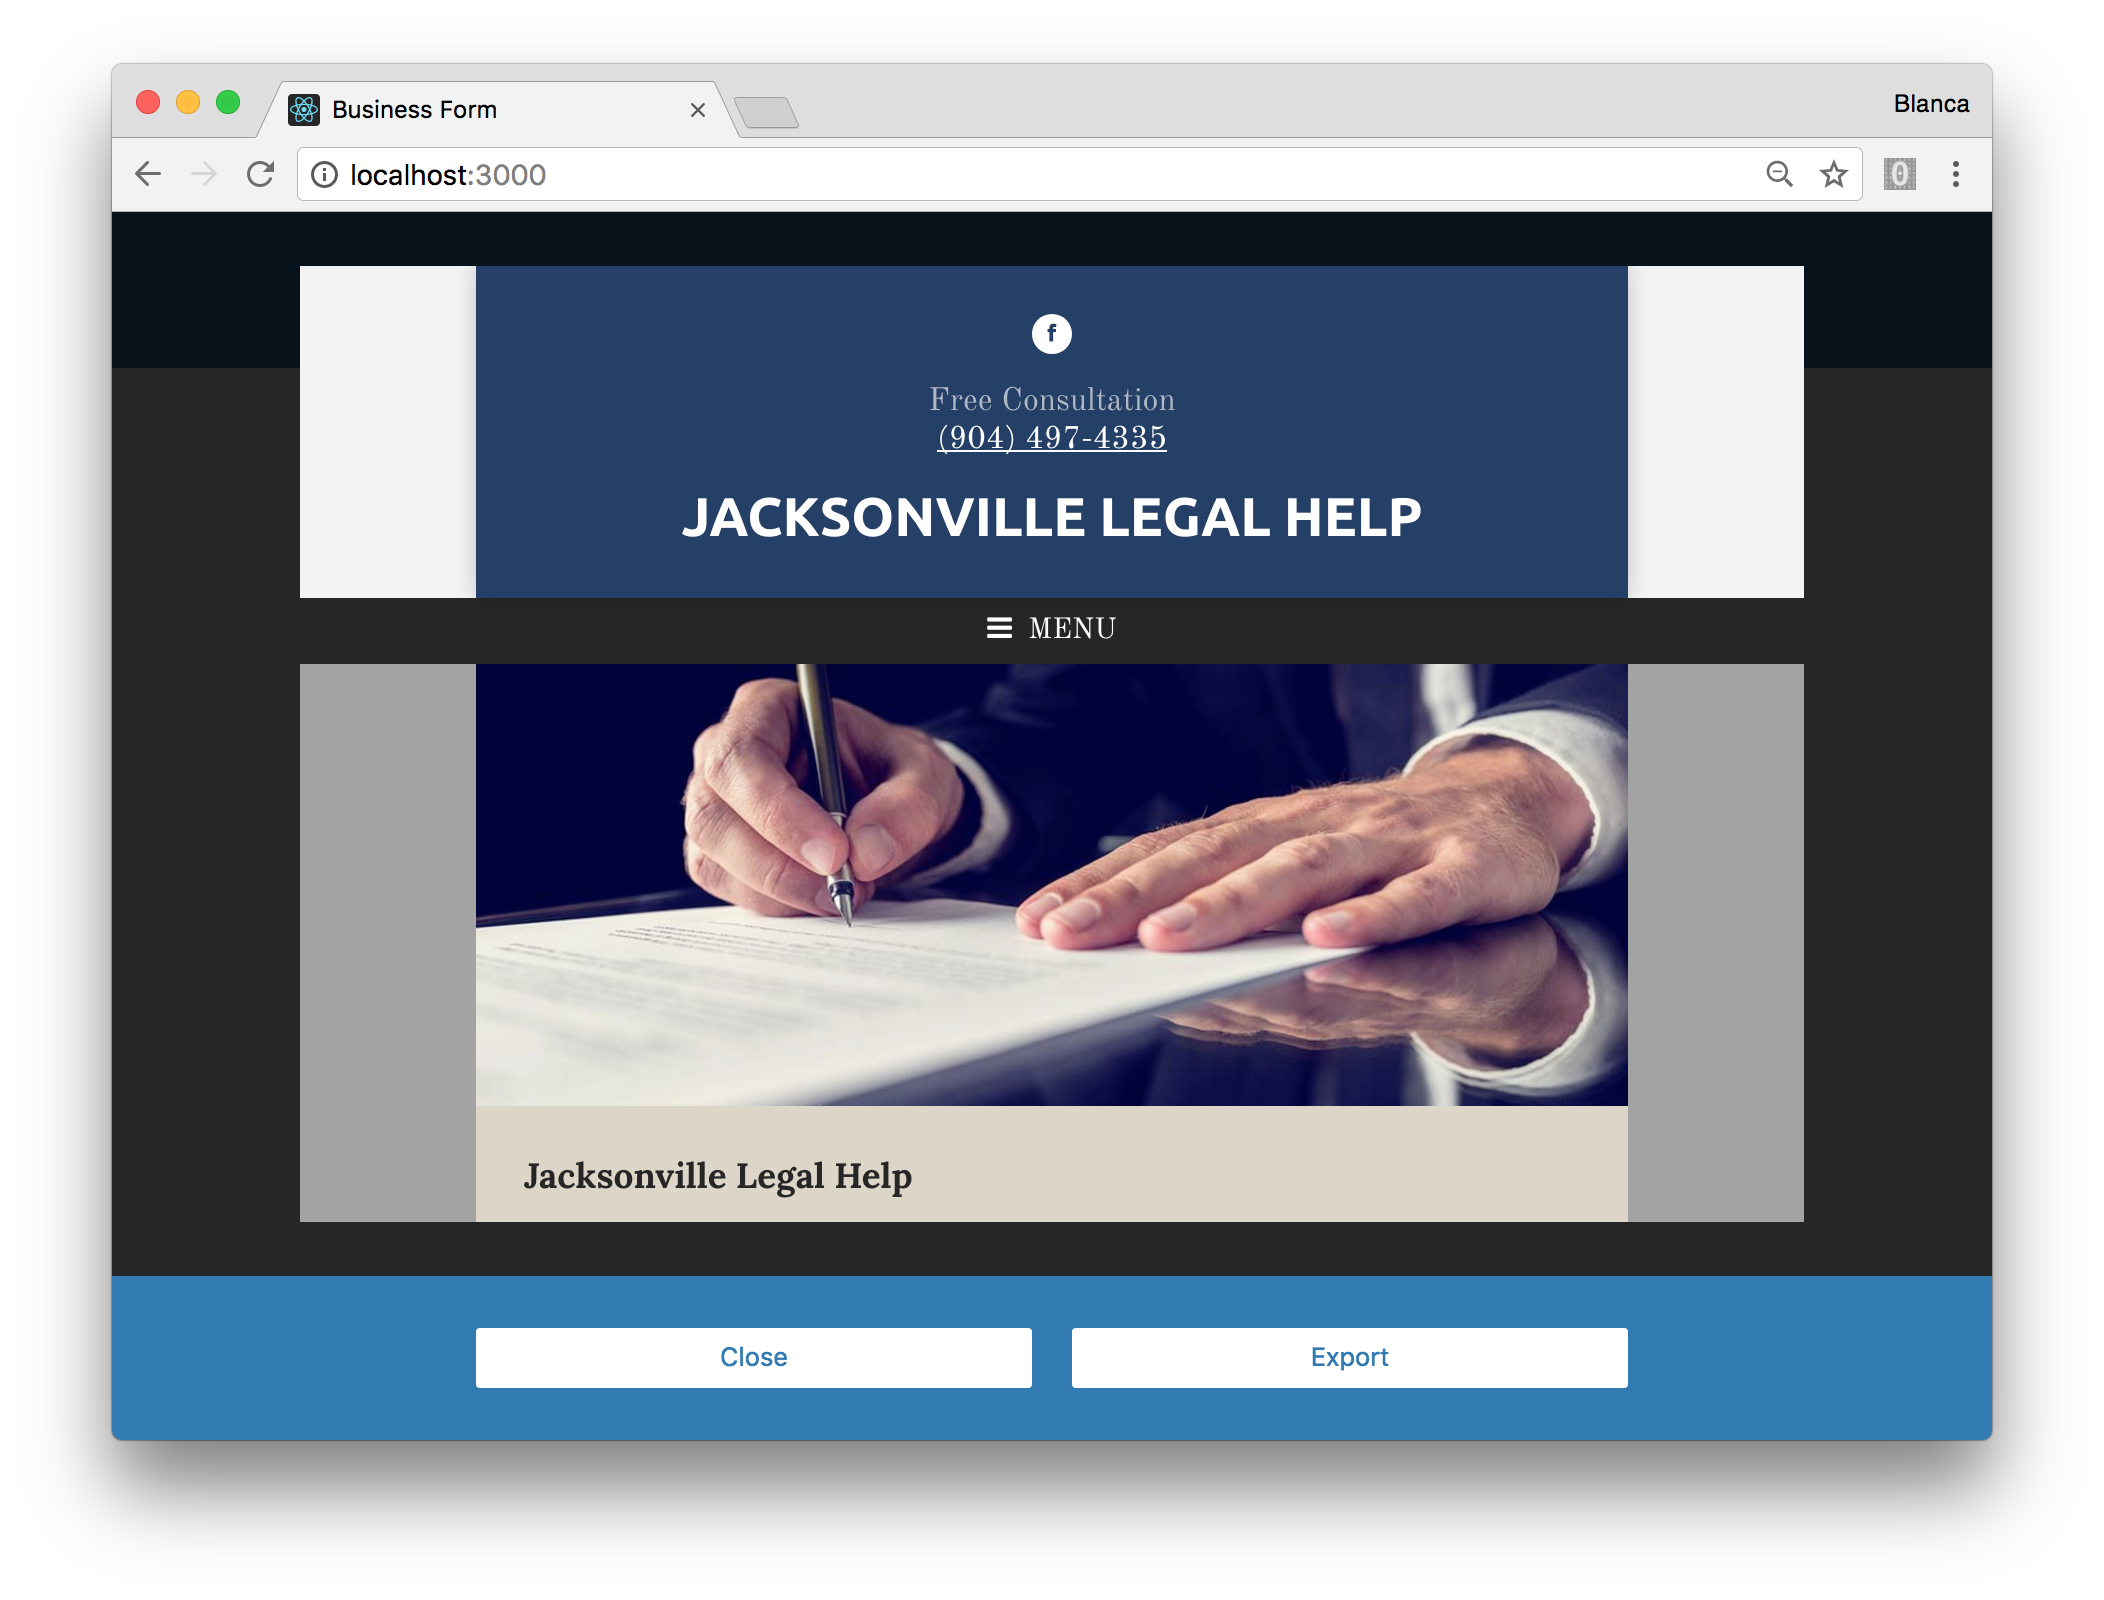 Business Form
Blanca
localhost:3000
0
f
Free Consultation
(904) 497-4335
JACKSONVILLE LEGAL HELP
MENU
Jacksonville Legal Help
Close
Export